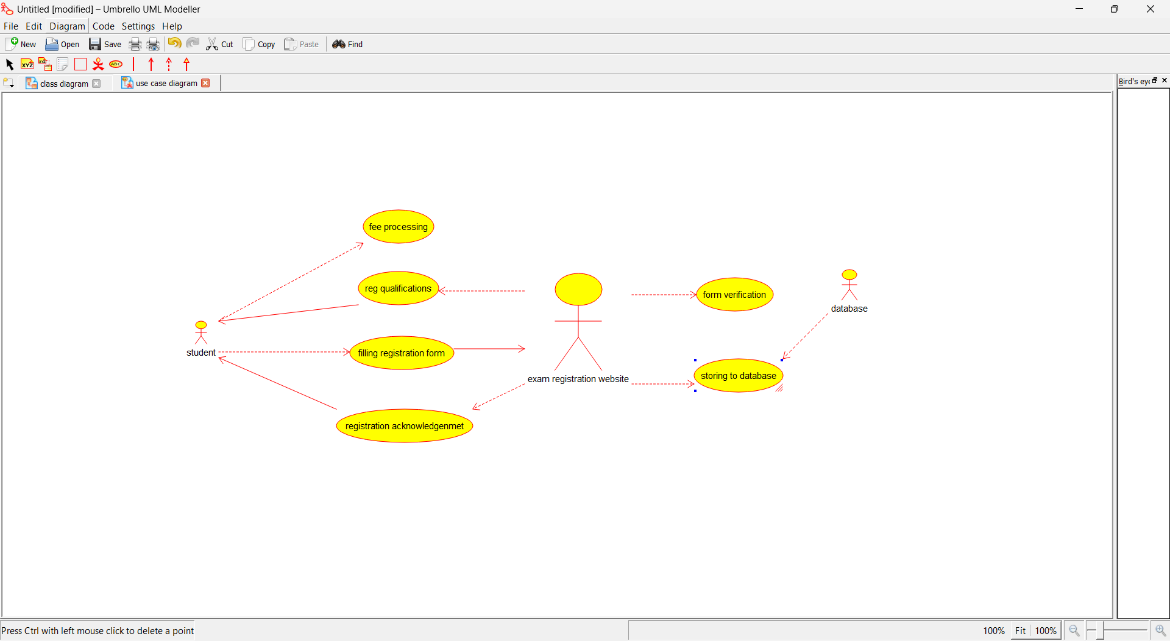 Untitled [modified] – Umbrello UML Modeller
File Edit Diagram Code Settings Help
New Open Save Cut Copy Paste Find
class diagram use case diagram
Bird's eye
fee processing
reg qualifications
form verification
database
student
filling registration form
exam registration website
storing to database
registration acknowledgenmet
Press Ctrl with left mouse click to delete a point
100% Fit 100%